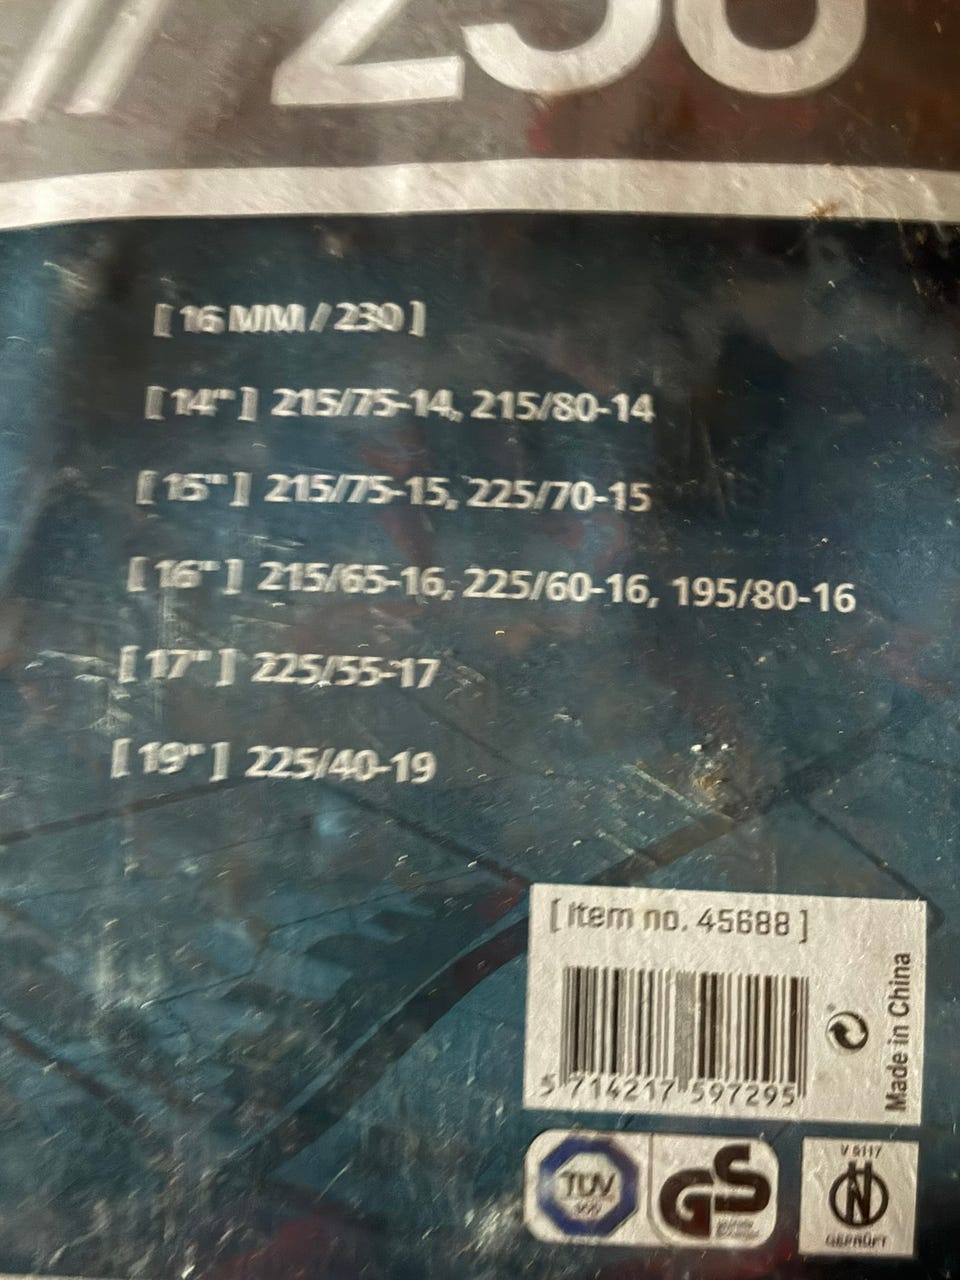 // 230
[ 16 MM / 230 ]
[ 14" ] 215/75-14, 215/80-14
[ 15" ] 215/75-15, 225/70-15
[ 16" ] 215/65-16, 225/60-16, 195/80-16
[ 17" ] 225/55-17
[ 19" ] 225/40-19
[ Item no. 45688 ]
5 714217 597295
Made in China
TÜV
GS
V 5117
N
GEPRÜFT